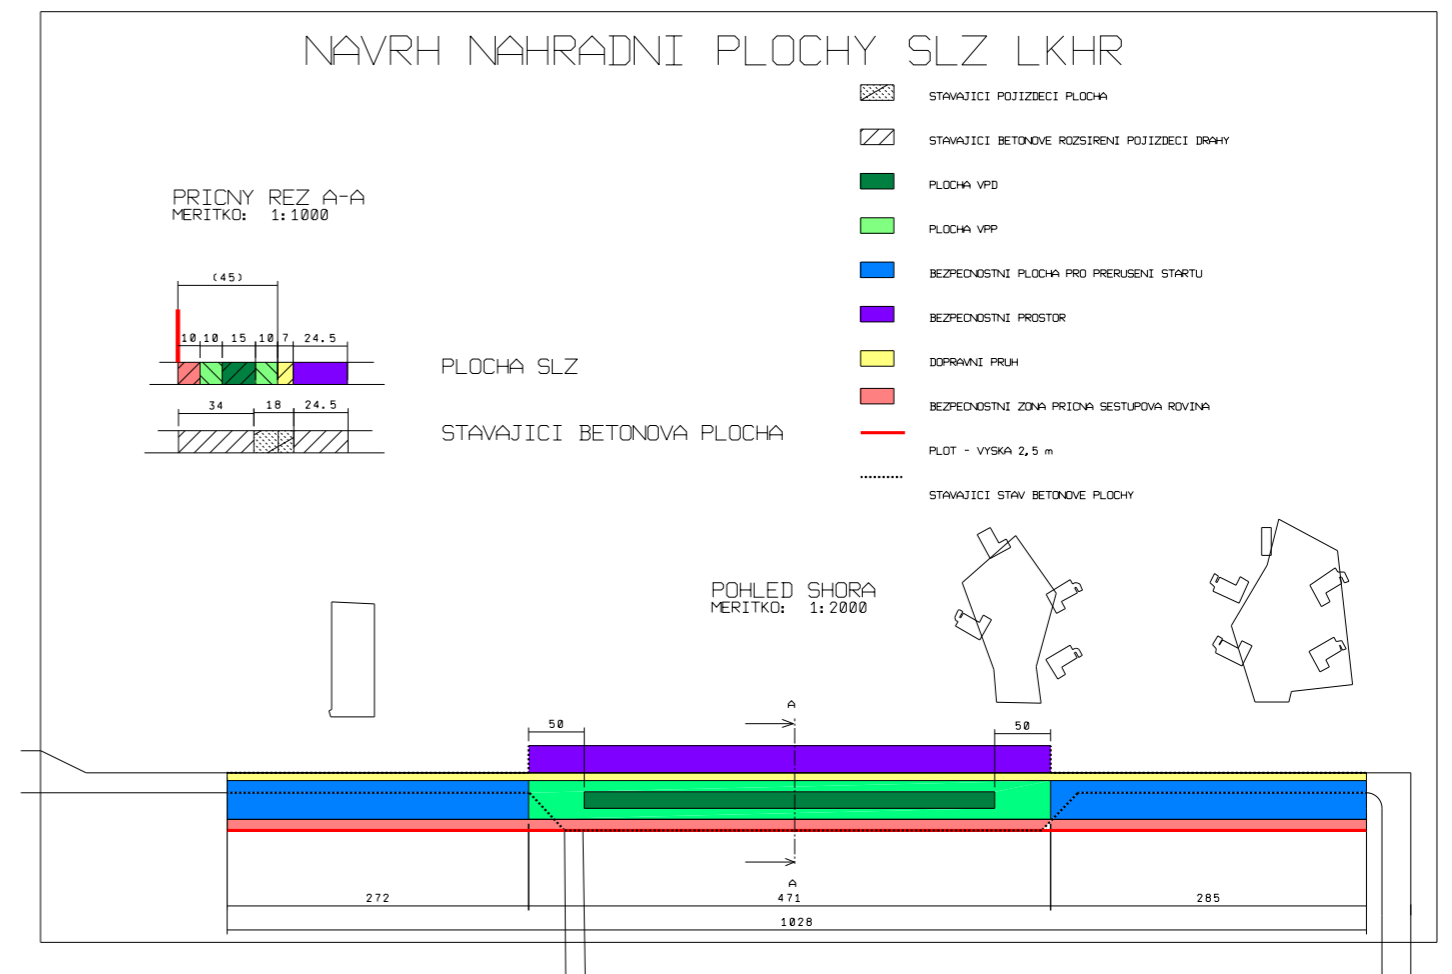 NAVRH NAHRADNI PLOCHY SLZ LKHR
STAVAJICI POJIZDECI PLOCHA
STAVAJICI BETONOVE ROZSIRENI POJIZDECI DRAHY
PLOCHA VPD
PLOCHA VPP
BEZPECNOSTNI PLOCHA PRO PRERUSENI STARTU
BEZPECNOSTNI PROSTOR
DOPRAVNI PRUH
BEZPECNOSTNI ZONA PRICNA SESTUPOVA ROVINA
PLOT - VYSKA 2,5 m
STAVAJICI STAV BETONOVE PLOCHY
PRICNY REZ A-A
MERITKO: 1:1000
(45)
10 10 15 10 7 24.5
PLOCHA SLZ
34 18 24.5
STAVAJICI BETONOVA PLOCHA
POHLED SHORA
MERITKO: 1:2000
A
50 50
A
272 471 285
1028